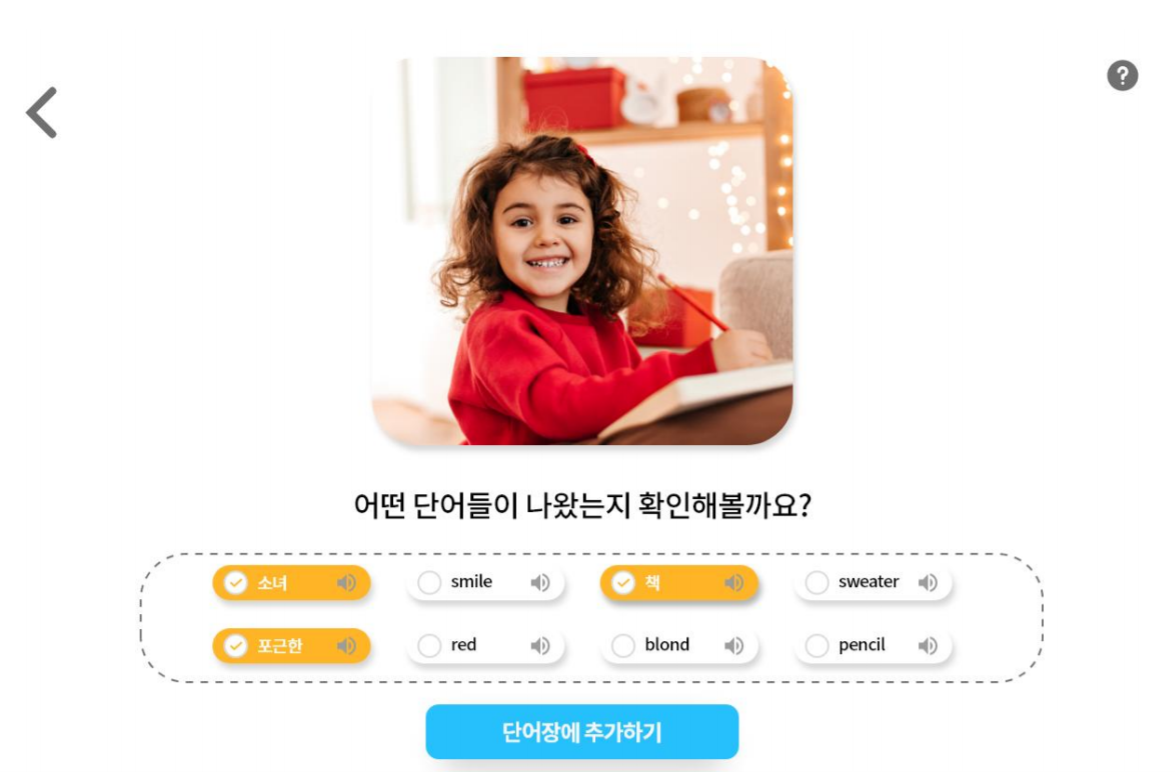 ?
어떤 단어들이 나왔는지 확인해볼까요?
소녀 smile 책 sweater
포근한 red blond pencil
단어장에 추가하기